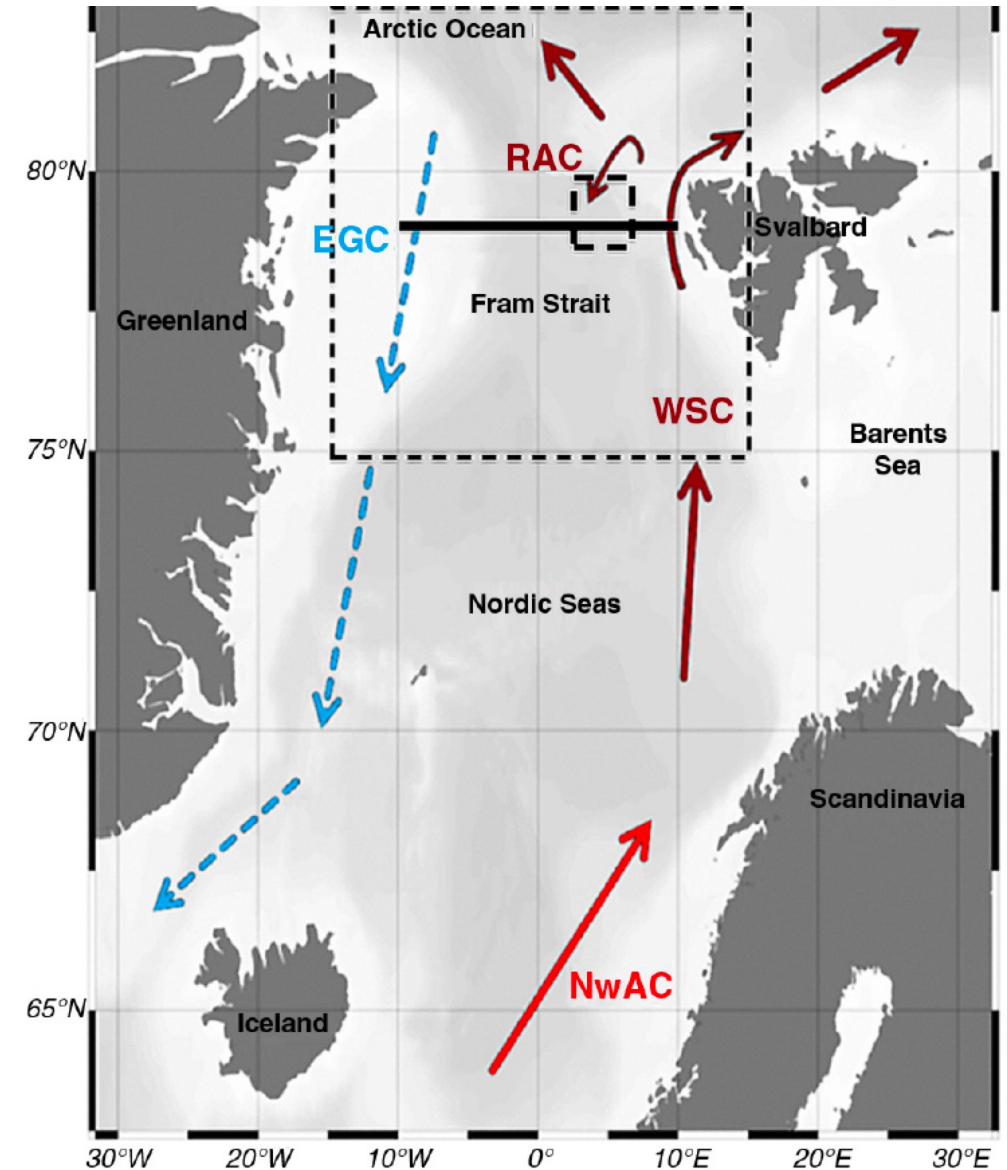 Arctic Ocean
RAC
80°N
EGC
Svalbard
Fram Strait
Greenland
WSC
Barents
Sea
75°N
Nordic Seas
70°N
Scandinavia
NwAC
65°N
Iceland
30°W 20°W 10°W 0° 10°E 20°E 30°E